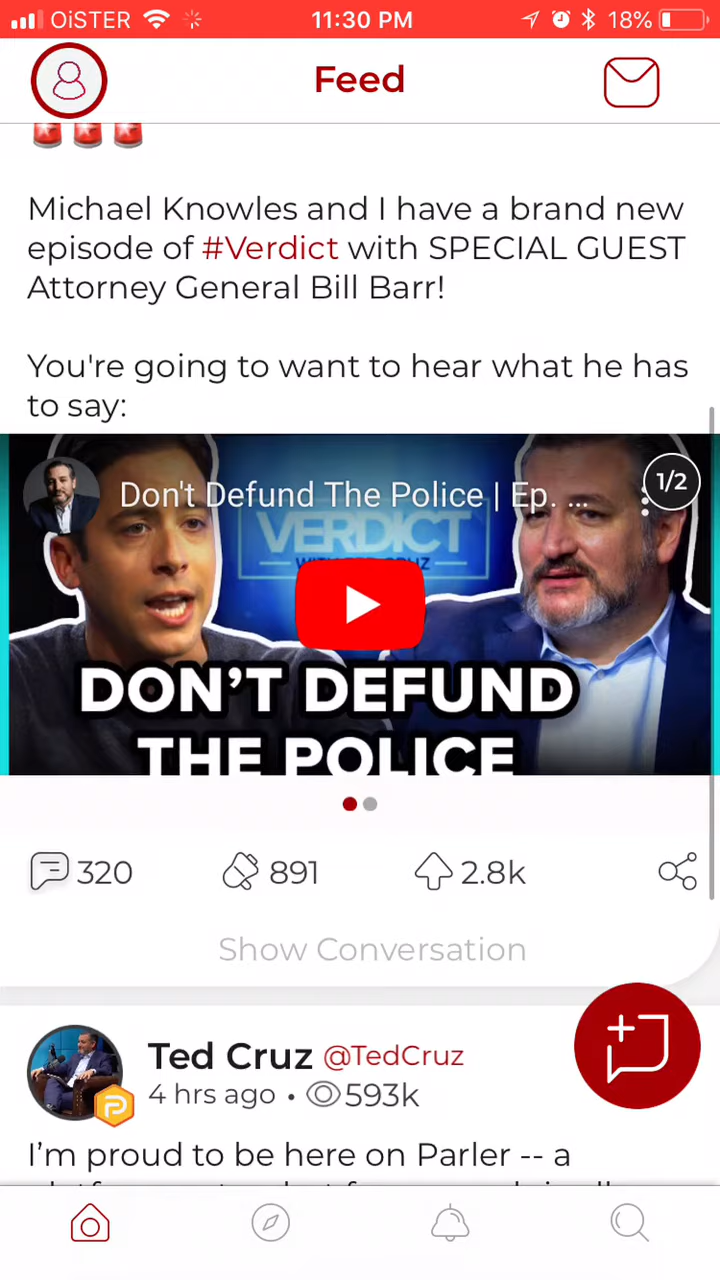 OiSTER 11:30 PM 18%
Feed
Michael Knowles and I have a brand new
episode of #Verdict with SPECIAL GUEST
Attorney General Bill Barr!
You're going to want to hear what he has
to say:
Don't Defund The Police | Ep. ...
1/2
VERDICT
DON'T DEFUND
THE POLICE
320 891 2.8k
Show Conversation
Ted Cruz @TedCruz
4 hrs ago • 593k
I'm proud to be here on Parler -- a